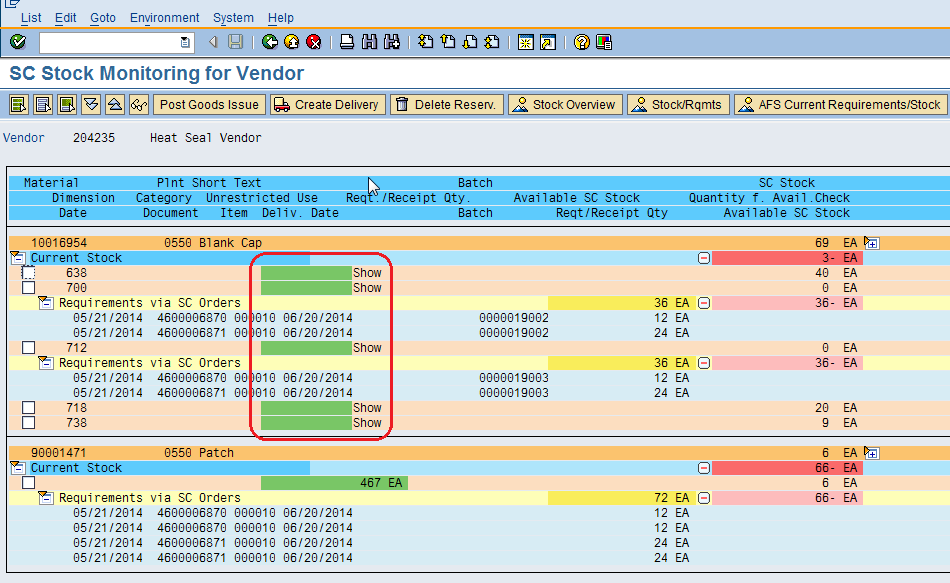 List Edit Goto Environment System Help
SC Stock Monitoring for Vendor
Post Goods Issue Create Delivery Delete Reserv. Stock Overview Stock/Rqmts AFS Current Requirements/Stock
Vendor 204235 Heat Seal Vendor
Material Plnt Short Text Batch SC Stock
Dimension Category Unrestricted Use Reqt./Receipt Qty. Available SC Stock Quantity f. Avail.Check
Date Document Item Deliv. Date Batch Reqt/Receipt Qty Available SC Stock
10016954 0550 Blank Cap 69 EA
Current Stock 3- EA
638 Show 40 EA
700 Show 0 EA
Requirements via SC Orders 36 EA 36- EA
05/21/2014 4600006870 000010 06/20/2014 0000019002 12 EA
05/21/2014 4600006871 000010 06/20/2014 0000019002 24 EA
712 Show 0 EA
Requirements via SC Orders 36 EA 36- EA
05/21/2014 4600006870 000010 06/20/2014 0000019003 12 EA
05/21/2014 4600006871 000010 06/20/2014 0000019003 24 EA
718 Show 20 EA
738 Show 9 EA
90001471 0550 Patch 6 EA
Current Stock 66- EA
467 EA 6 EA
Requirements via SC Orders 72 EA 66- EA
05/21/2014 4600006870 000010 06/20/2014 12 EA
05/21/2014 4600006870 000010 06/20/2014 12 EA
05/21/2014 4600006871 000010 06/20/2014 24 EA
05/21/2014 4600006871 000010 06/20/2014 24 EA